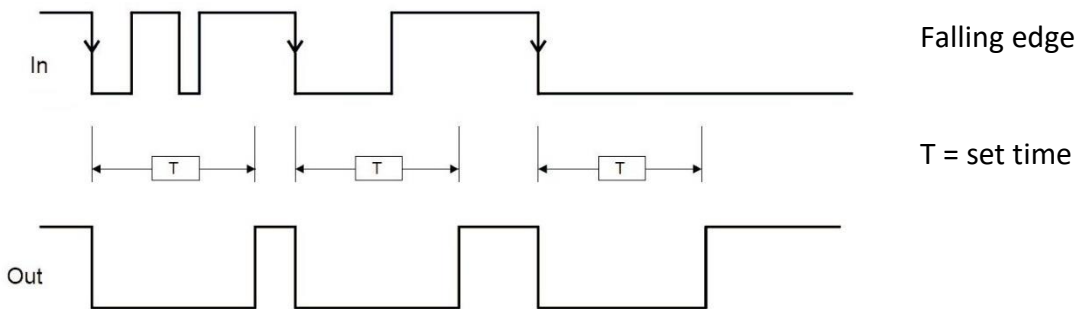 Falling edge
In
T = set time
T T T
Out